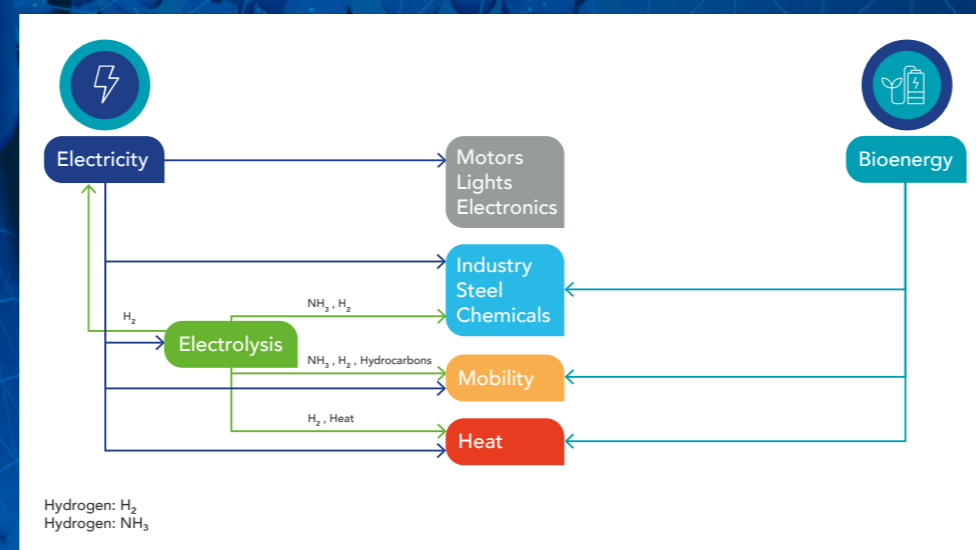 Electricity
Bioenergy
Motors
Lights
Electronics
Industry
Steel
Chemicals
NH₃ , H₂
H₂
Electrolysis
NH₃ , H₂ , Hydrocarbons
Mobility
H₂ , Heat
Heat
Hydrogen: H₂
Hydrogen: NH₃